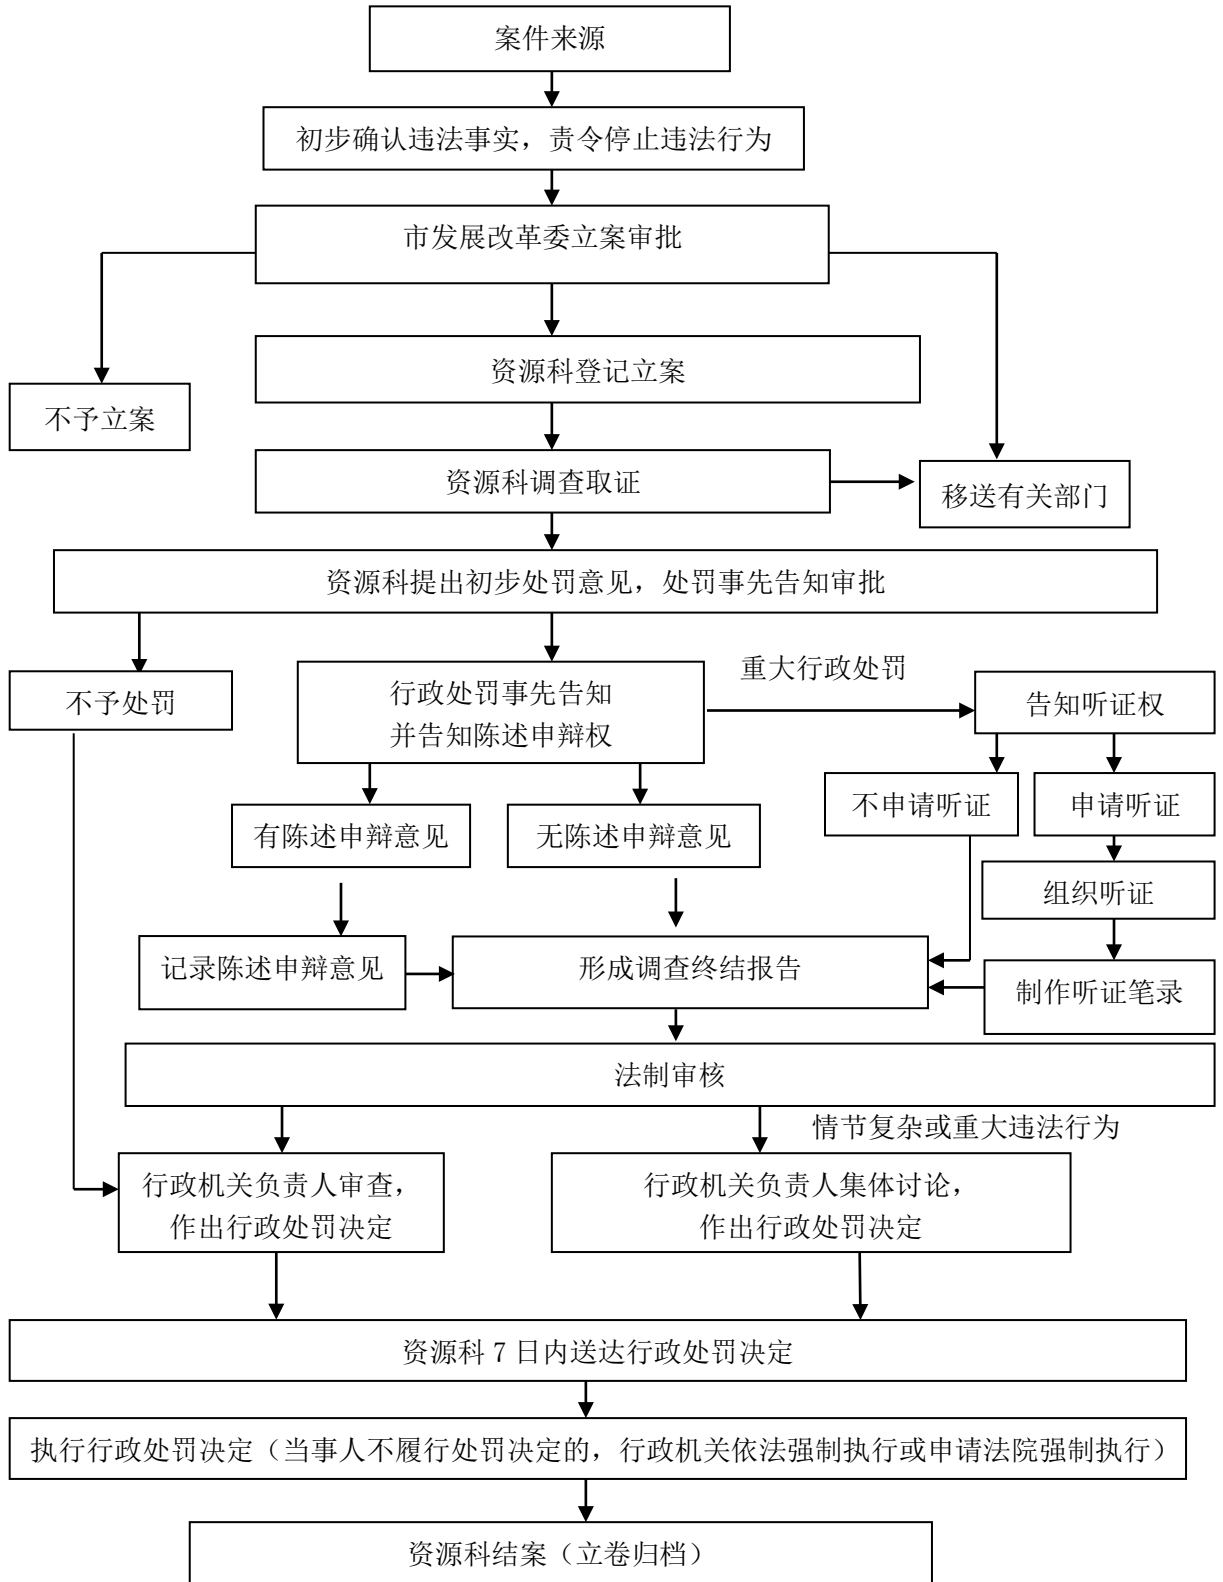 案件来源
初步确认违法事实，责令停止违法行为
市发展改革委立案审批
资源科登记立案
不予立案
资源科调查取证
移送有关部门
资源科提出初步处罚意见，处罚事先告知审批
重大行政处罚
不予处罚
行政处罚事先告知
并告知陈述申辩权
告知听证权
不申请听证
申请听证
有陈述申辩意见
无陈述申辩意见
组织听证
记录陈述申辩意见
形成调查终结报告
制作听证笔录
法制审核
情节复杂或重大违法行为
行政机关负责人审查，
作出行政处罚决定
行政机关负责人集体讨论，
作出行政处罚决定
资源科 7 日内送达行政处罚决定
执行行政处罚决定（当事人不履行处罚决定的，行政机关依法强制执行或申请法院强制执行）
资源科结案（立卷归档）